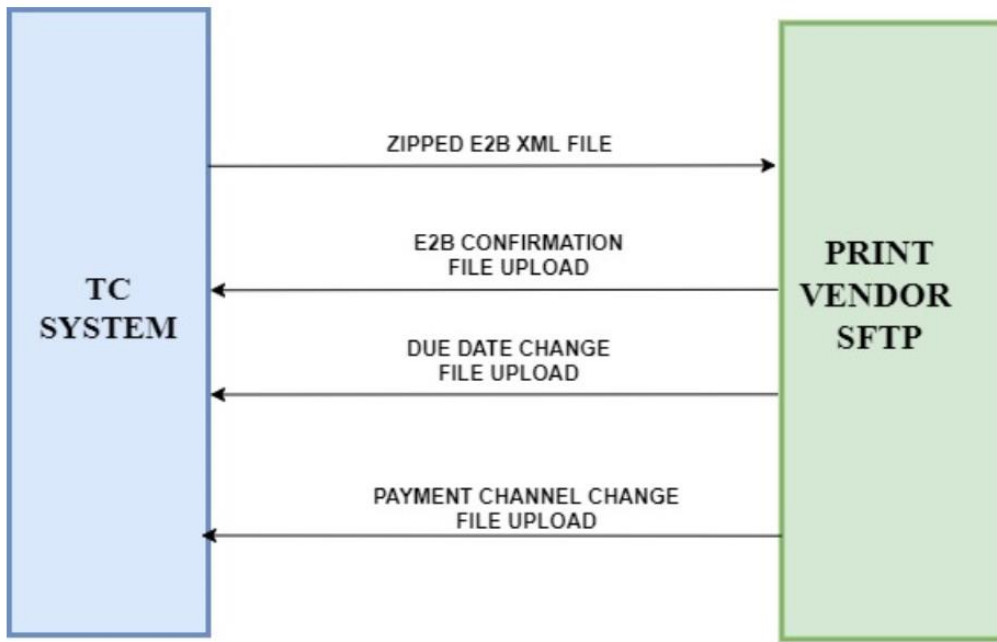 ZIPPED E2B XML FILE
E2B CONFIRMATION
FILE UPLOAD
TC
SYSTEM
PRINT
VENDOR
SFTP
DUE DATE CHANGE
FILE UPLOAD
PAYMENT CHANNEL CHANGE
FILE UPLOAD